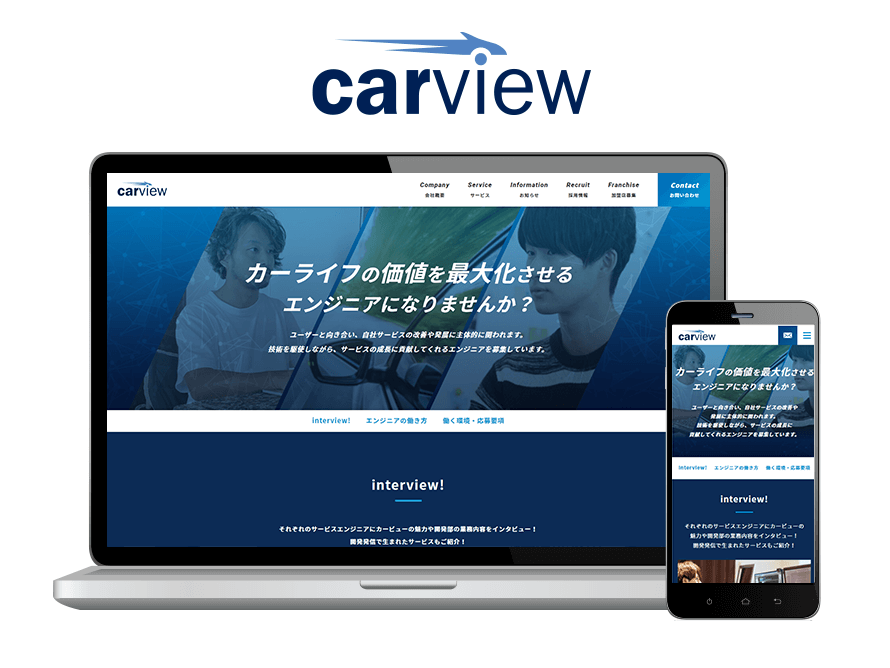 carview
carview
Company Service Information Recruit Franchise Contact
会社概要 サービス お知らせ 採用情報 加盟店募集 お問い合わせ
カーライフの価値を最大化させる
エンジニアになりませんか？
ユーザーと向き合い、自社サービスの改善や発展に主体的に関われます。
技術を駆使しながら、サービスの成長に貢献してくれるエンジニアを募集しています。
interview! エンジニアの働き方 働く環境・応募要項
interview!
それぞれのサービスエンジニアにカービューの魅力や開発部の業務内容をインタビュー！
開発発信で生まれたサービスもご紹介！
carview
カーライフの価値を最大化させる
エンジニアになりませんか？
ユーザーと向き合い、自社サービスの改善や
発展に主体的に関われます。
技術を駆使しながら、サービスの成長に
貢献してくれるエンジニアを募集しています。
interview! エンジニアの働き方 働く環境・応募要項
interview!
それぞれのサービスエンジニアにカービューの
魅力や開発部の業務内容をインタビュー！
開発発信で生まれたサービスもご紹介！